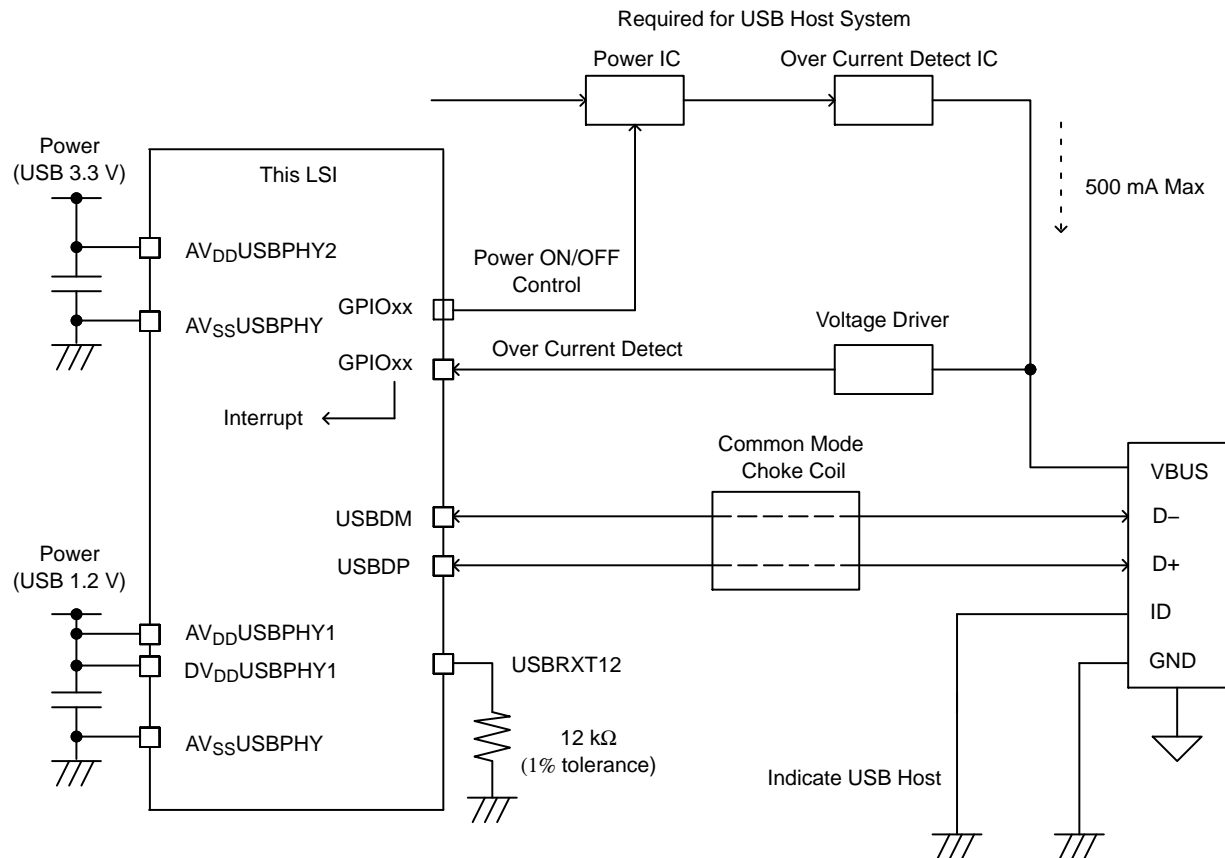 Required for USB Host System
Power IC
Over Current Detect IC
Power
(USB 3.3 V)
This LSI
500 mA Max
AVDDUSBPHY2
Power ON/OFF
Control
GPIOxx
AVSSUSBPHY
Voltage Driver
GPIOxx
Over Current Detect
Interrupt
Common Mode
Choke Coil
VBUS
USBDM
D–
Power
(USB 1.2 V)
USBDP
D+
ID
AVDDUSBPHY1
GND
DVDDUSBPHY1
USBRXT12
AVSSUSBPHY
12 kΩ
(1% tolerance)
Indicate USB Host